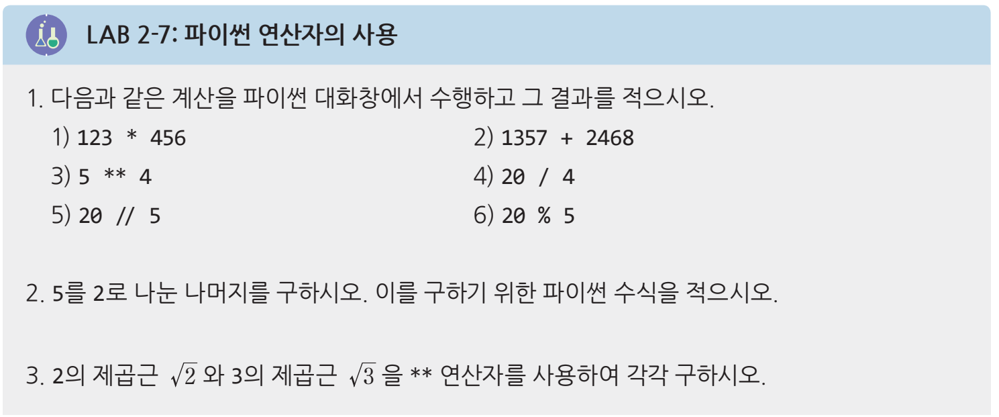 LAB 2-7: 파이썬 연산자의 사용
1. 다음과 같은 계산을 파이썬 대화창에서 수행하고 그 결과를 적으시오.
1) 123 * 456 2) 1357 + 2468
3) 5 ** 4 4) 20 / 4
5) 20 // 5 6) 20 % 5
2. 5를 2로 나눈 나머지를 구하시오. 이를 구하기 위한 파이썬 수식을 적으시오.
3. 2의 제곱근 √2 와 3의 제곱근 √3 을 ** 연산자를 사용하여 각각 구하시오.